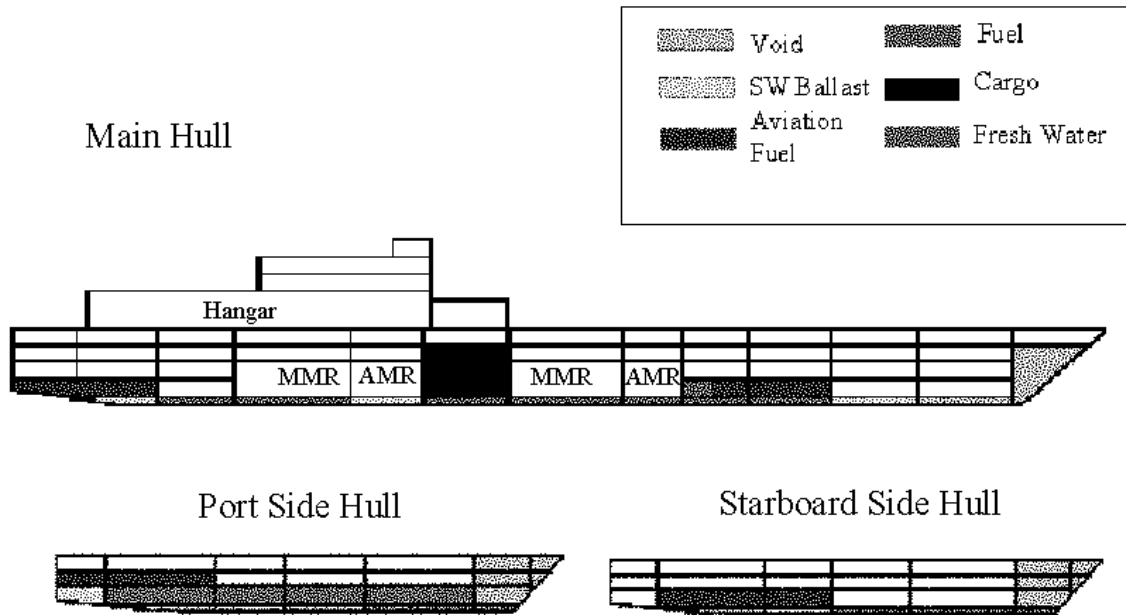 Void
Fuel
SW Ballast
Cargo
Aviation
Fuel
Fresh Water
Main Hull
Hangar
MMR
AMR
MMR
AMR
Port Side Hull
Starboard Side Hull